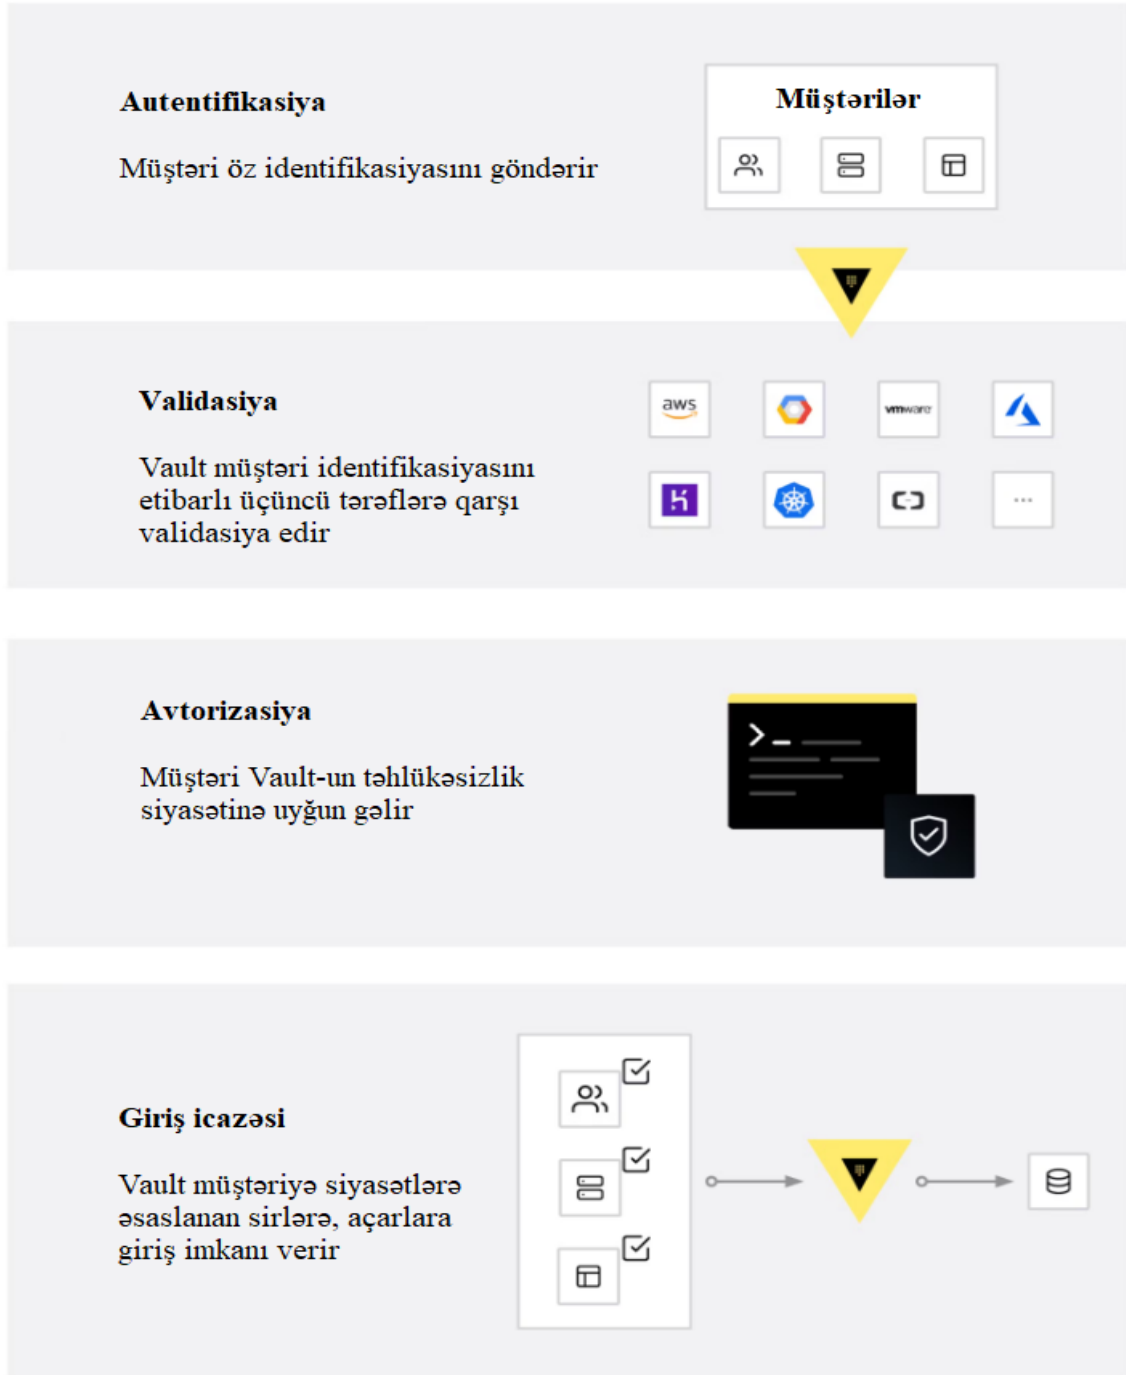 Autentifikasiya
Müştəri öz identifikasiyasını göndərir
Müştərilər
Validasiya
Vault müştəri identifikasiyasını
etibarlı üçüncü tərəflərə qarşı
validasiya edir
aws
vmware
Avtorizasiya
Müştəri Vault-un təhlükəsizlik
siyasətinə uyğun gəlir
Giriş icazəsi
Vault müştəriyə siyasətlərə
əsaslanan sirlərə, açarlara
giriş imkanı verir